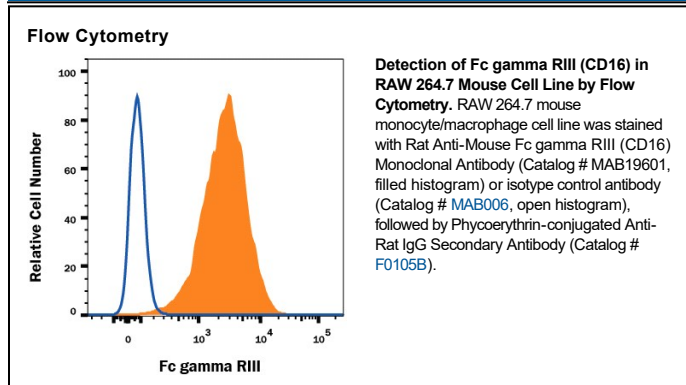 Flow Cytometry
100
80
60
40
20
0
Relative Cell Number
0
10³
10⁴
10⁵
Fc gamma RIII
Detection of Fc gamma RIII (CD16) in
RAW 264.7 Mouse Cell Line by Flow
Cytometry. RAW 264.7 mouse
monocyte/macrophage cell line was stained
with Rat Anti-Mouse Fc gamma RIII (CD16)
Monoclonal Antibody (Catalog # MAB19601,
filled histogram) or isotype control antibody
(Catalog # MAB006, open histogram),
followed by Phycoerythrin-conjugated Anti-
Rat IgG Secondary Antibody (Catalog #
F0105B).